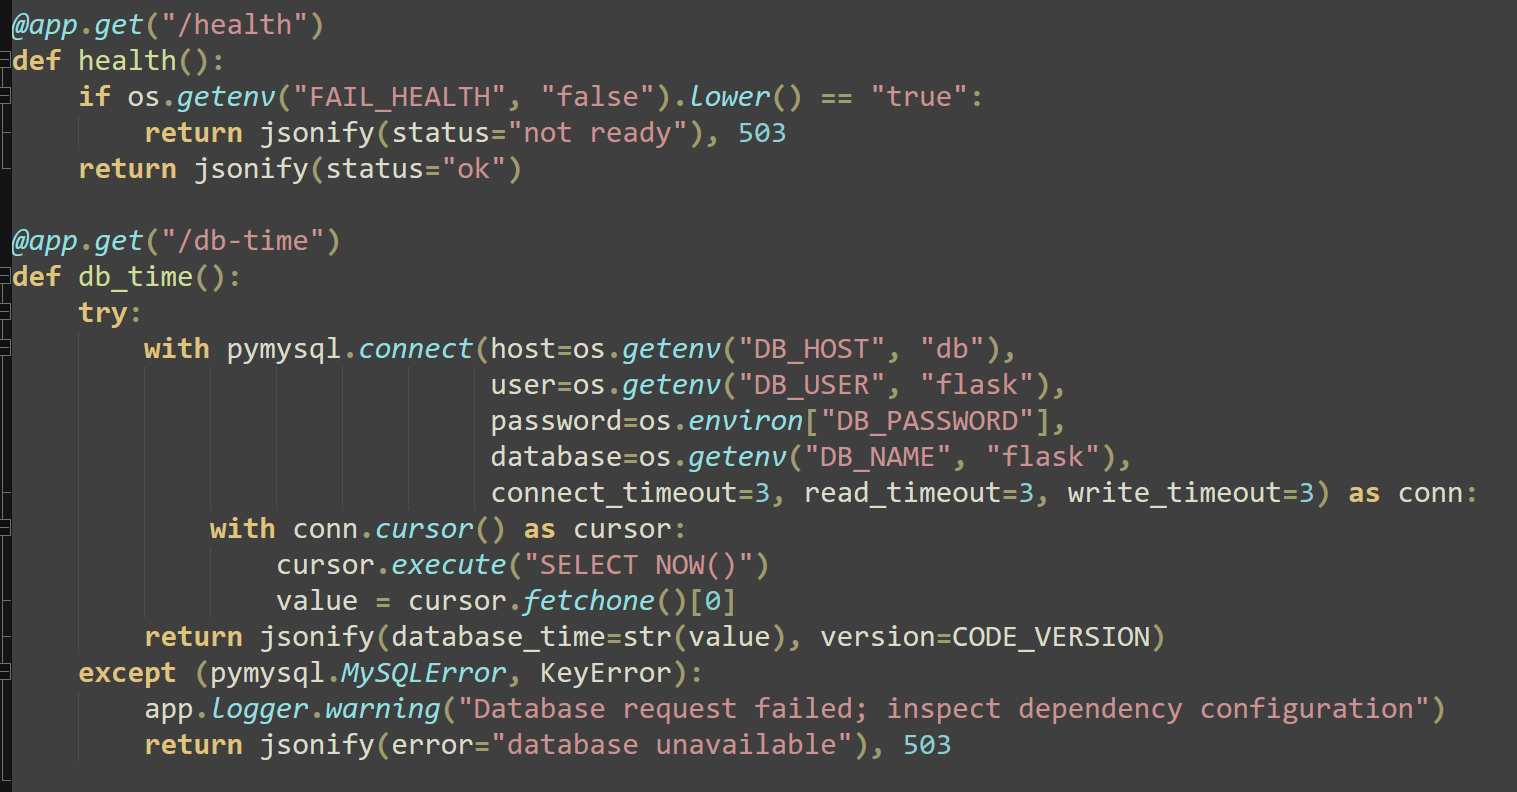 @app.get("/health")
def health():
    if os.getenv("FAIL_HEALTH", "false").lower() == "true":
        return jsonify(status="not ready"), 503
    return jsonify(status="ok")

@app.get("/db-time")
def db_time():
    try:
        with pymysql.connect(host=os.getenv("DB_HOST", "db"),
                             user=os.getenv("DB_USER", "flask"),
                             password=os.environ["DB_PASSWORD"],
                             database=os.getenv("DB_NAME", "flask"),
                             connect_timeout=3, read_timeout=3, write_timeout=3) as conn:
            with conn.cursor() as cursor:
                cursor.execute("SELECT NOW()")
                value = cursor.fetchone()[0]
        return jsonify(database_time=str(value), version=CODE_VERSION)
    except (pymysql.MySQLError, KeyError):
        app.logger.warning("Database request failed; inspect dependency configuration")
        return jsonify(error="database unavailable"), 503